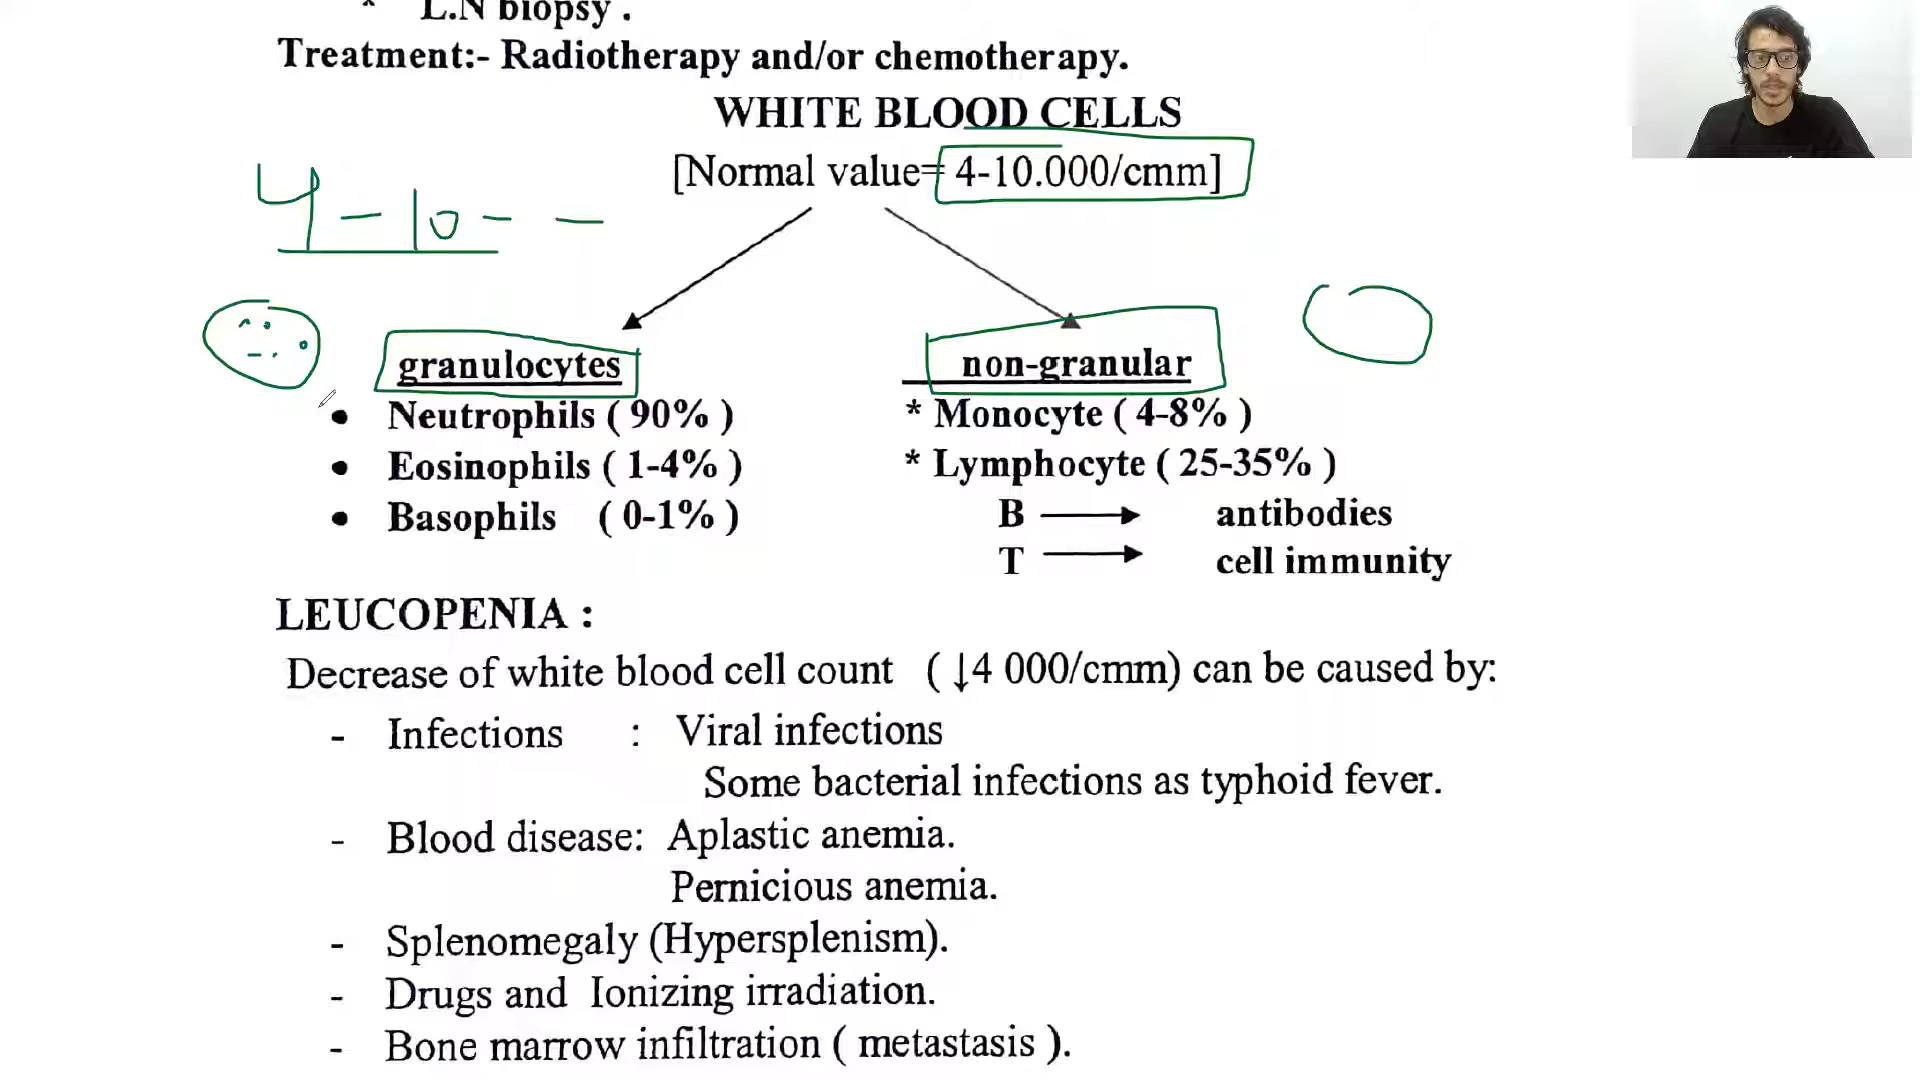 * L.N biopsy .
Treatment:- Radiotherapy and/or chemotherapy.
WHITE BLOOD CELLS
[Normal value= 4-10.000/cmm]
4 - 10 - -
granulocytes
• Neutrophils ( 90% )
• Eosinophils ( 1-4% )
• Basophils ( 0-1% )
non-granular
* Monocyte ( 4-8% )
* Lymphocyte ( 25-35% )
B → antibodies
T → cell immunity
LEUCOPENIA :
Decrease of white blood cell count ( ↓4 000/cmm) can be caused by:
- Infections : Viral infections
Some bacterial infections as typhoid fever.
- Blood disease: Aplastic anemia.
Pernicious anemia.
- Splenomegaly (Hypersplenism).
- Drugs and Ionizing irradiation.
- Bone marrow infiltration ( metastasis ).